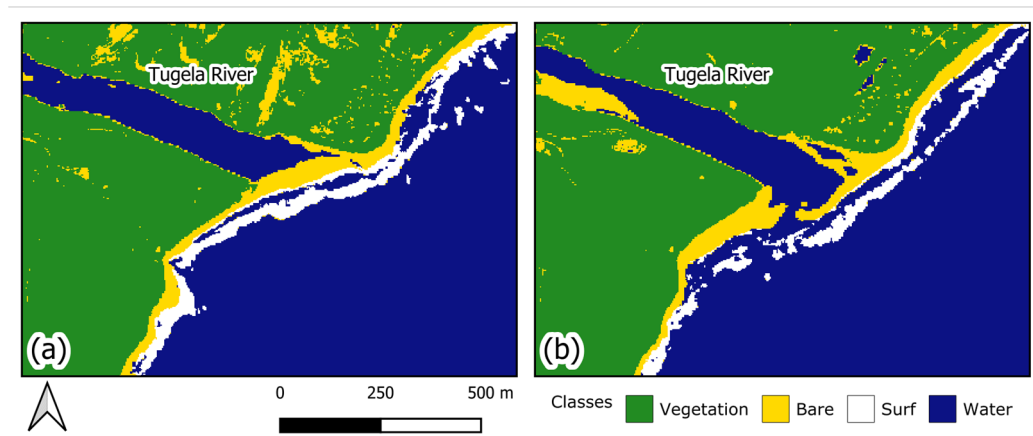 Tugela River
Tugela River
(a)
(b)
0 250 500 m
Classes Vegetation Bare Surf Water